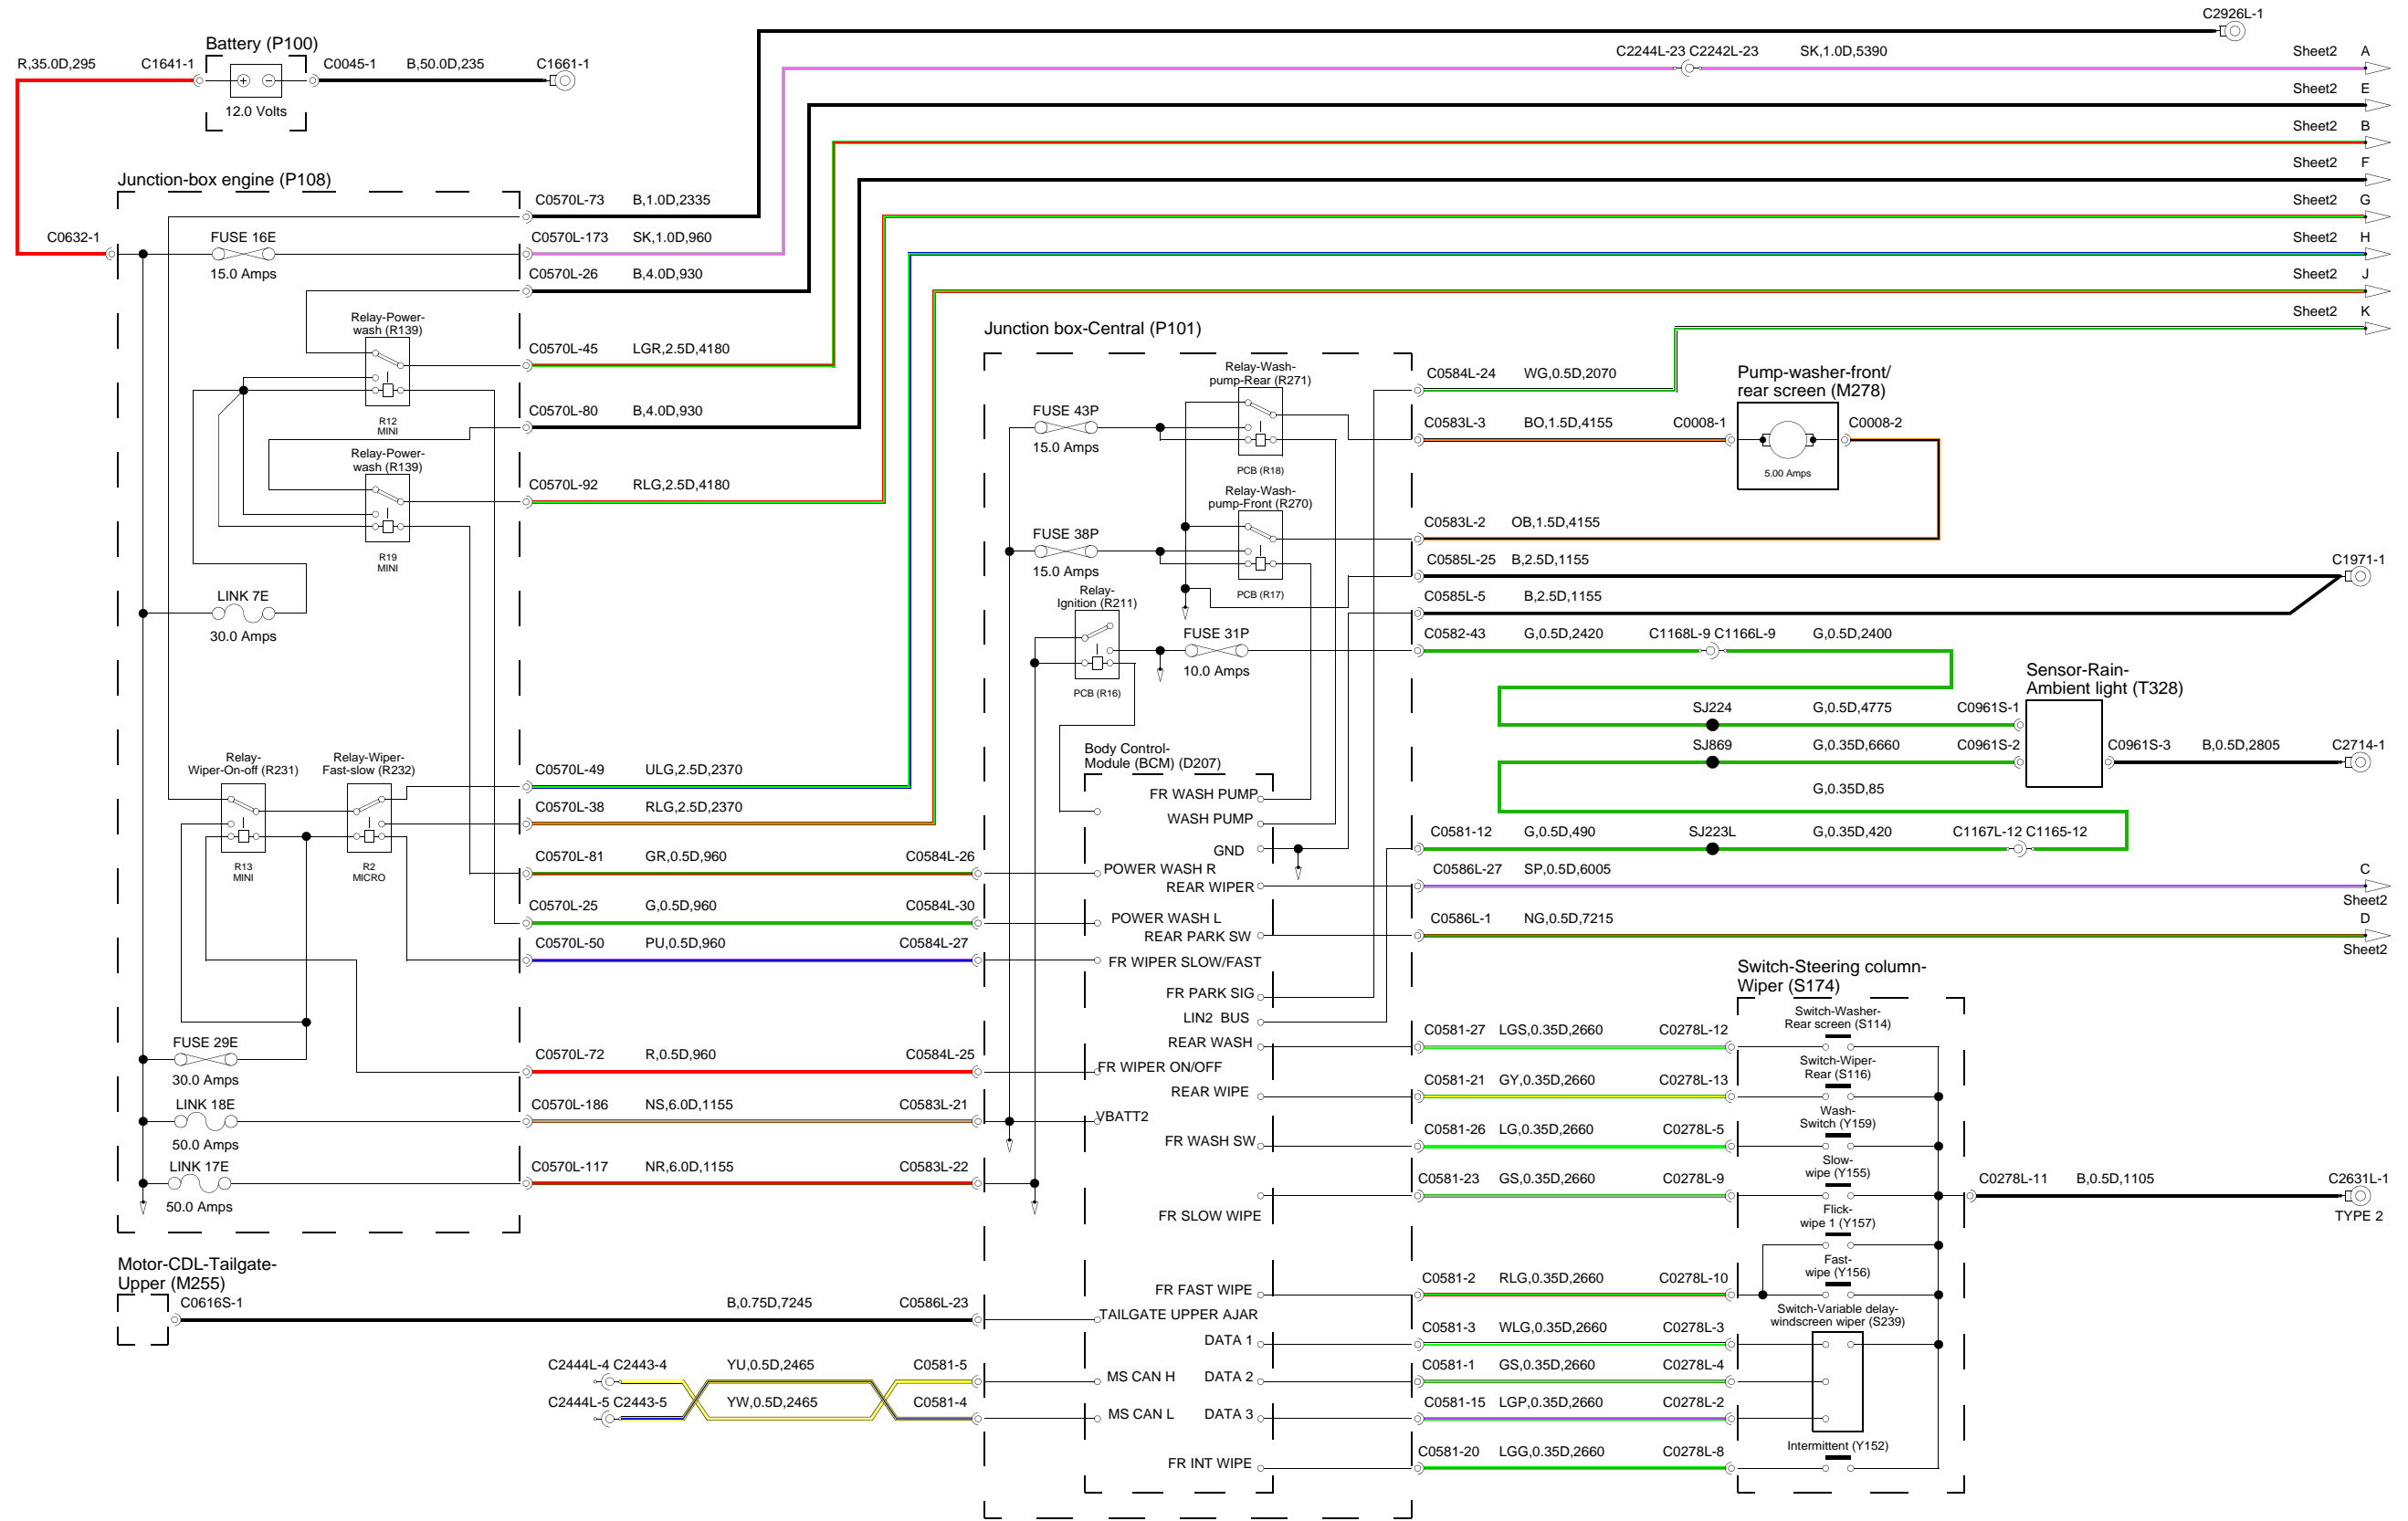 C2926L-1
Battery (P100)
R,35.0D,295
C1641-1
C0045-1
B,50.0D,235
C1661-1
12.0 Volts
C2244L-23 C2242L-23
SK,1.0D,5390
Sheet2 A
Sheet2 E
Sheet2 B
Sheet2 F
Sheet2 G
Sheet2 H
Sheet2 J
Sheet2 K
Junction-box engine (P108)
C0632-1
FUSE 16E
15.0 Amps
C0570L-73 B,1.0D,2335
C0570L-173 SK,1.0D,960
C0570L-26 B,4.0D,930
Relay-Power-
wash (R139)
R12
MINI
C0570L-45 LGR,2.5D,4180
C0570L-80 B,4.0D,930
Relay-Power-
wash (R139)
R19
MINI
C0570L-92 RLG,2.5D,4180
LINK 7E
30.0 Amps
Relay-
Wiper-On-off (R231)
R13
MINI
Relay-Wiper-
Fast-slow (R232)
R2
MICRO
C0570L-49 ULG,2.5D,2370
C0570L-38 RLG,2.5D,2370
C0570L-81 GR,0.5D,960 C0584L-26
C0570L-25 G,0.5D,960 C0584L-30
C0570L-50 PU,0.5D,960 C0584L-27
FUSE 29E
30.0 Amps
C0570L-72 R,0.5D,960 C0584L-25
LINK 18E
50.0 Amps
C0570L-186 NS,6.0D,1155 C0583L-21
LINK 17E
50.0 Amps
C0570L-117 NR,6.0D,1155 C0583L-22
Motor-CDL-Tailgate-
Upper (M255)
C0616S-1 B,0.75D,7245 C0586L-23
C2444L-4 C2443-4 YU,0.5D,2465 C0581-5
C2444L-5 C2443-5 YW,0.5D,2465 C0581-4
Junction box-Central (P101)
Relay-Wash-
pump-Rear (R271)
PCB (R18)
FUSE 43P
15.0 Amps
Relay-Wash-
pump-Front (R270)
PCB (R17)
FUSE 38P
15.0 Amps
Relay-
Ignition (R211)
PCB (R16)
FUSE 31P
10.0 Amps
Body Control-
Module (BCM) (D207)
FR WASH PUMP
WASH PUMP
GND
POWER WASH R
REAR WIPER
POWER WASH L
REAR PARK SW
FR WIPER SLOW/FAST
FR PARK SIG
LIN2 BUS
REAR WASH
FR WIPER ON/OFF
REAR WIPE
VBATT2
FR WASH SW
FR SLOW WIPE
FR FAST WIPE
TAILGATE UPPER AJAR
DATA 1
MS CAN H
DATA 2
MS CAN L
DATA 3
FR INT WIPE
C0584L-24 WG,0.5D,2070
C0583L-3 BO,1.5D,4155 C0008-1
Pump-washer-front/
rear screen (M278)
5.00 Amps
C0008-2
C0583L-2 OB,1.5D,4155
C0585L-25 B,2.5D,1155
C1971-1
C0585L-5 B,2.5D,1155
C0582-43 G,0.5D,2420 C1168L-9 C1166L-9 G,0.5D,2400
Sensor-Rain-
Ambient light (T328)
SJ224 G,0.5D,4775 C0961S-1
SJ869 G,0.35D,6660 C0961S-2
C0961S-3 B,0.5D,2805 C2714-1
G,0.35D,85
C0581-12 G,0.5D,490 SJ223L G,0.35D,420 C1167L-12 C1165-12
C0586L-27 SP,0.5D,6005
C
Sheet2
C0586L-1 NG,0.5D,7215
D
Sheet2
Switch-Steering column-
Wiper (S174)
Switch-Washer-
Rear screen (S114)
C0581-27 LGS,0.35D,2660 C0278L-12
Switch-Wiper-
Rear (S116)
C0581-21 GY,0.35D,2660 C0278L-13
Wash-
Switch (Y159)
C0581-26 LG,0.35D,2660 C0278L-5
Slow-
wipe (Y155)
C0581-23 GS,0.35D,2660 C0278L-9
C0278L-11 B,0.5D,1105 C2631L-1
TYPE 2
Flick-
wipe 1 (Y157)
Fast-
wipe (Y156)
C0581-2 RLG,0.35D,2660 C0278L-10
Switch-Variable delay-
windscreen wiper (S239)
C0581-3 WLG,0.35D,2660 C0278L-3
C0581-1 GS,0.35D,2660 C0278L-4
C0581-15 LGP,0.35D,2660 C0278L-2
Intermittent (Y152)
C0581-20 LGG,0.35D,2660 C0278L-8